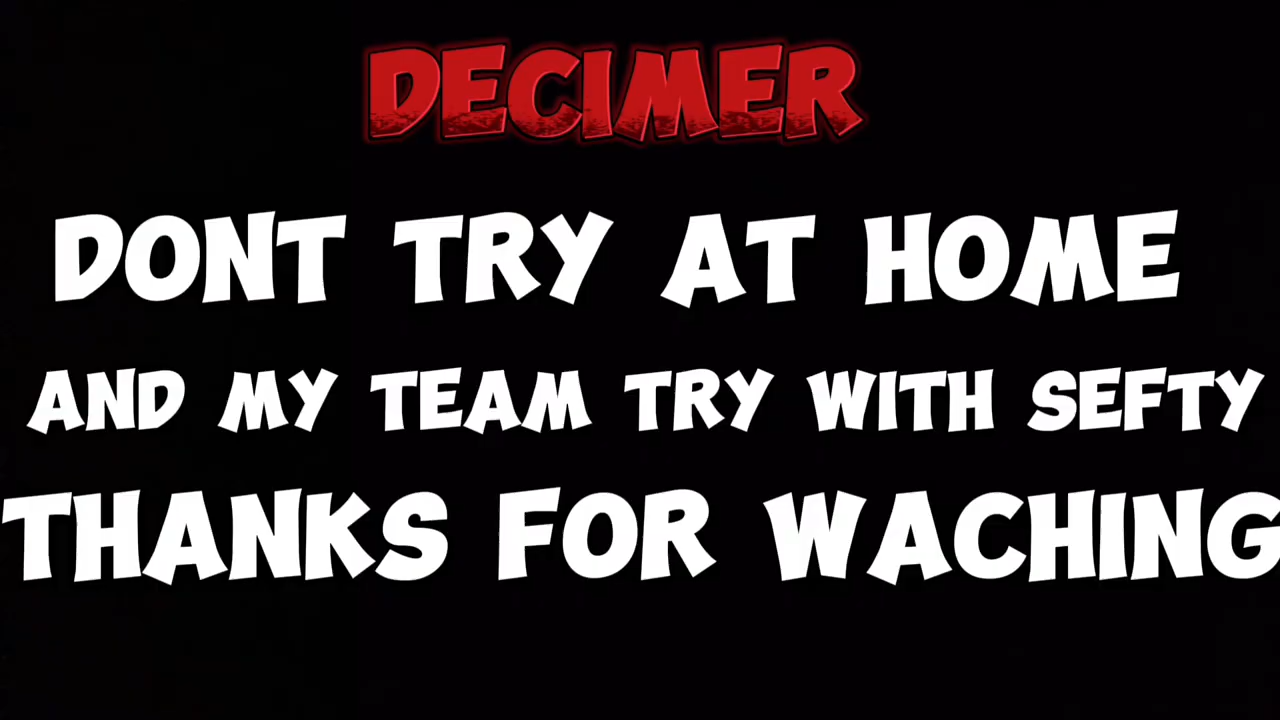 DECIMER
DONT TRY AT HOME
AND MY TEAM TRY WITH SEFTY
THANKS FOR WACHING